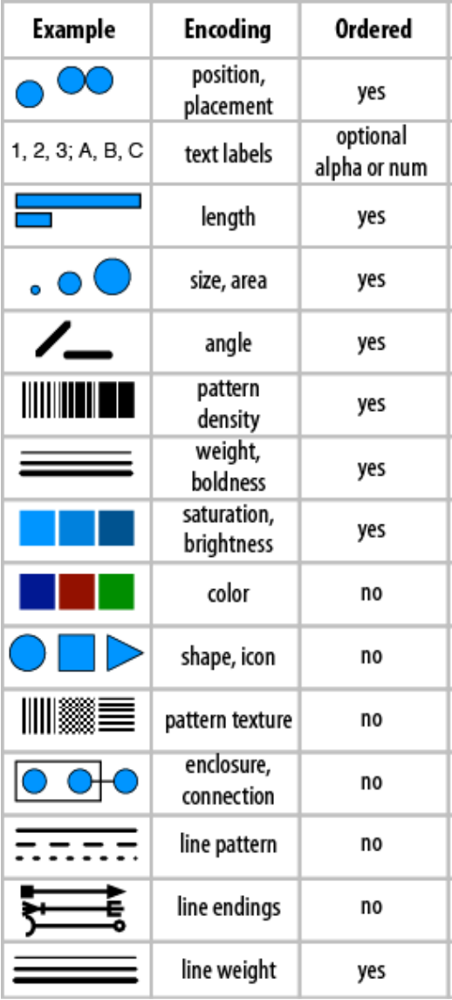 Example Encoding Ordered
position,
placement
yes
1, 2, 3; A, B, C text labels optional
alpha or num
length yes
size, area yes
angle yes
pattern
density
yes
weight,
boldness
yes
saturation,
brightness
yes
color no
shape, icon no
pattern texture no
enclosure,
connection
no
line pattern no
line endings no
line weight yes